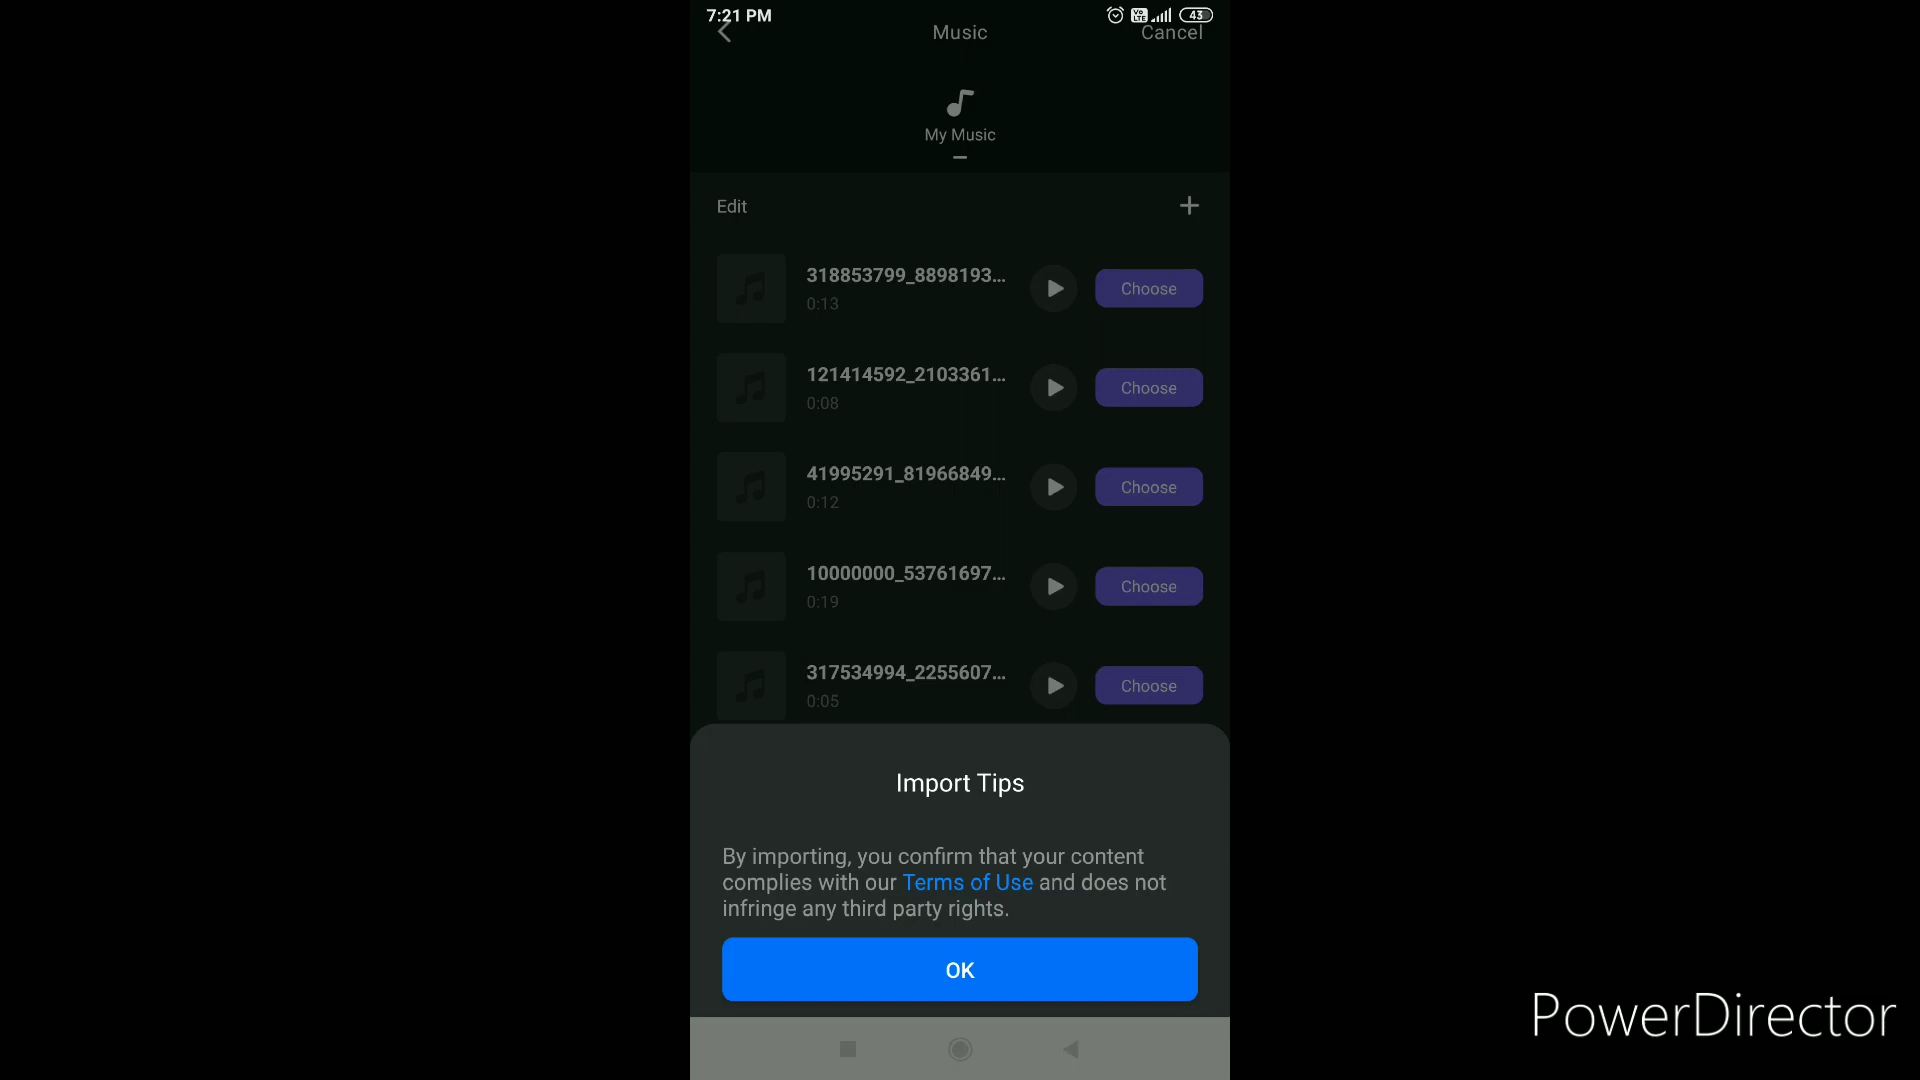 7:21 PM
43
Music
Cancel
My Music
Edit
318853799_8898193...
0:13
Choose
121414592_2103361...
0:08
Choose
41995291_81966849...
0:12
Choose
10000000_53761697...
0:19
Choose
317534994_2255607...
0:05
Choose
Import Tips
By importing, you confirm that your content
complies with our Terms of Use and does not
infringe any third party rights.
OK
PowerDirector